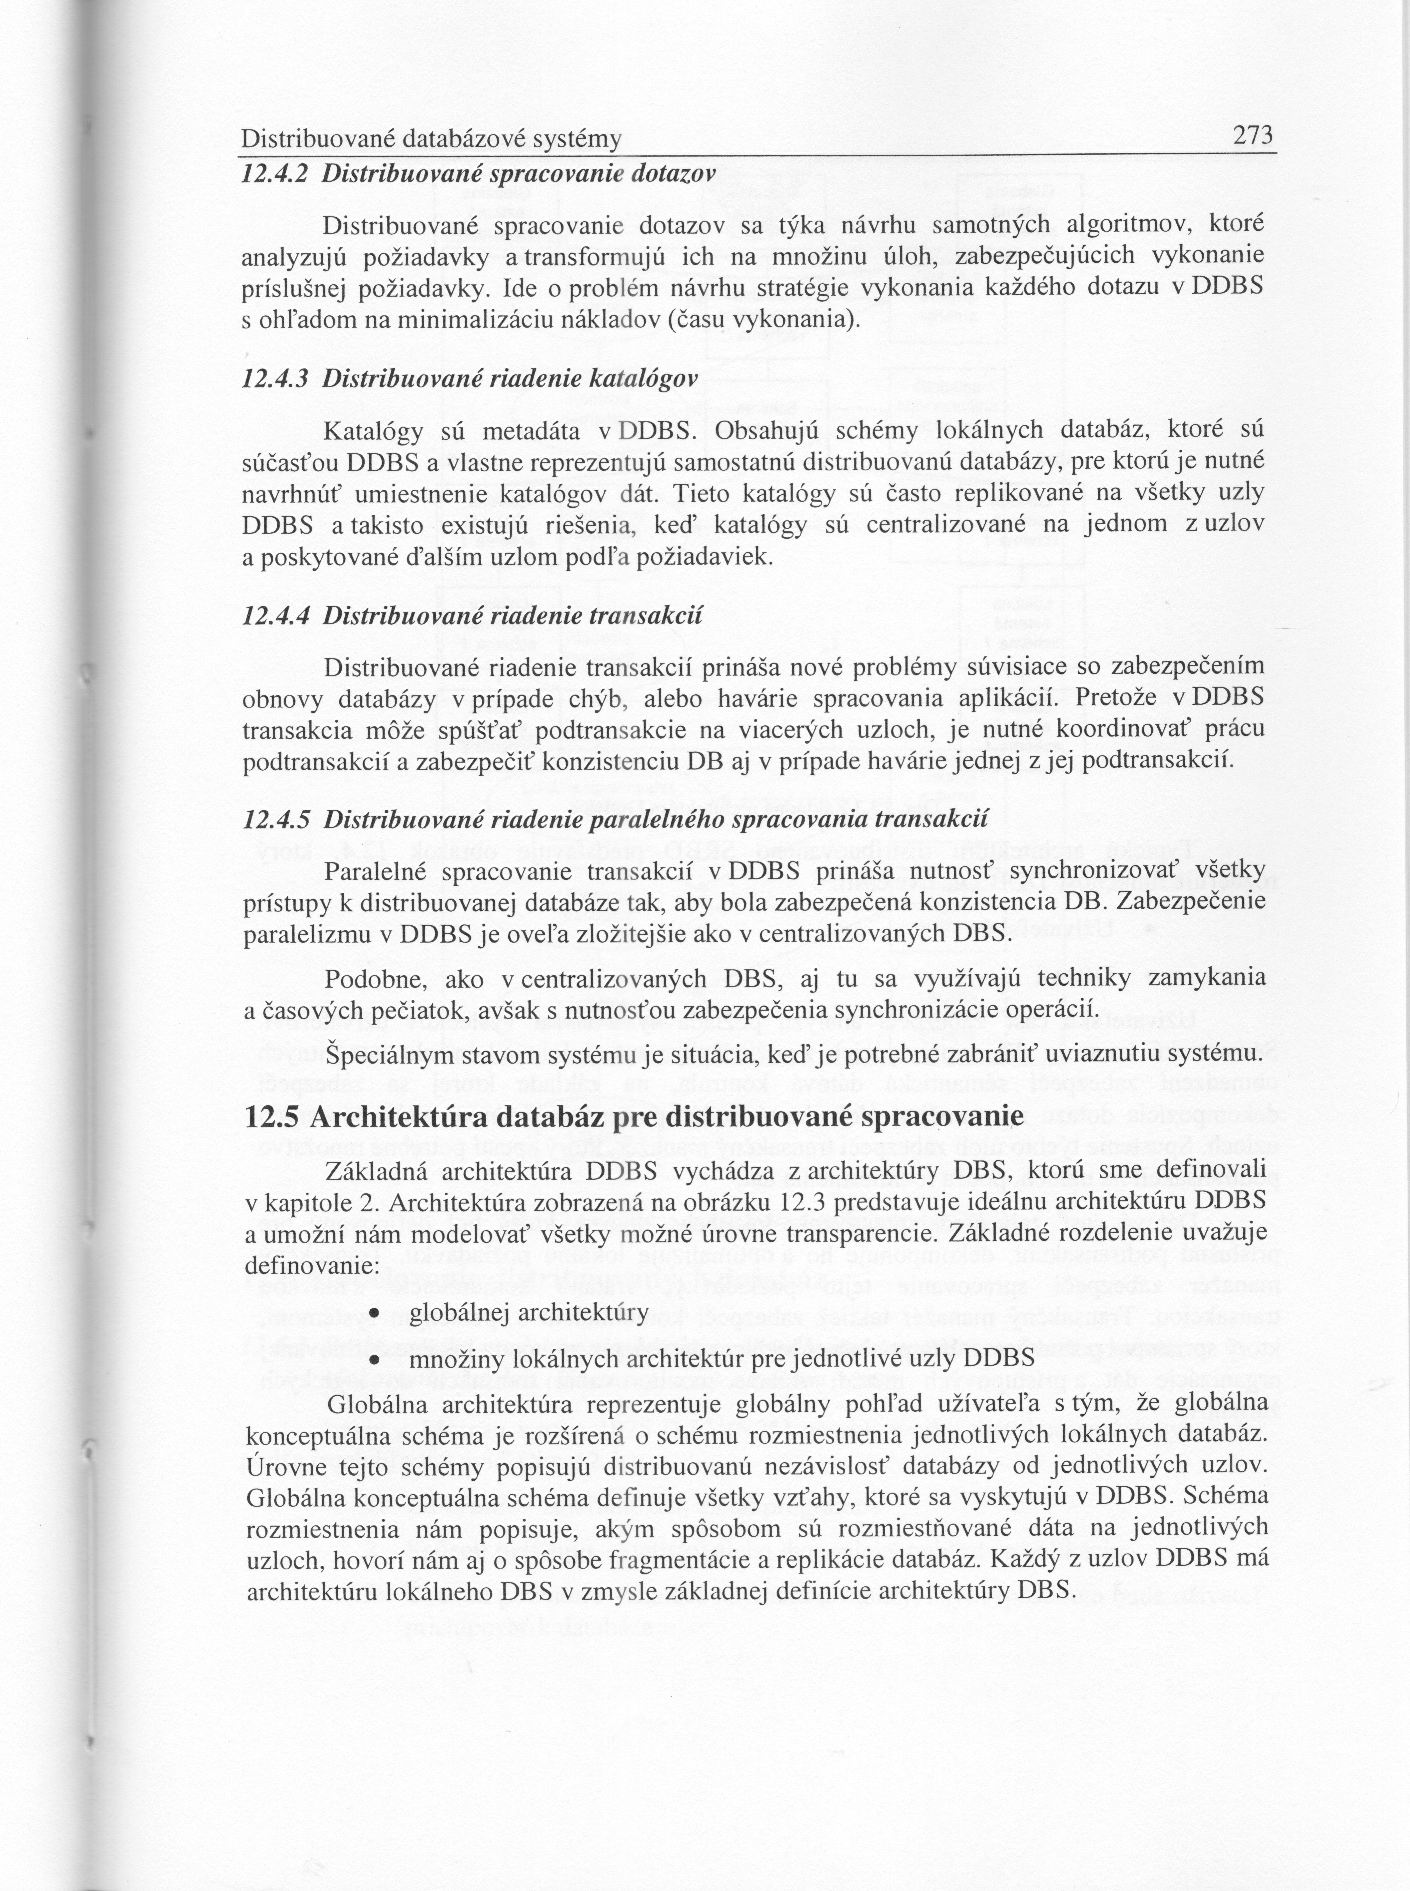 Distribuované databázové systémy 273
12.4.2 Distribuované spracovanie dotazov
Distribuované spracovanie dotazov sa týka návrhu samotných algoritmov, ktoré
analyzujú požiadavky a transformujú ich na množinu úloh, zabezpečujúcich vykonanie
príslušnej požiadavky. Ide o problém návrhu stratégie vykonania každého dotazu v DDBS
s ohľadom na minimalizáciu nákladov (času vykonania).
12.4.3 Distribuované riadenie katalógov
Katalógy sú metadáta v DDBS. Obsahujú schémy lokálnych databáz, ktoré sú
súčasťou DDBS a vlastne reprezentujú samostatnú distribuovanú databázy, pre ktorú je nutné
navrhnúť umiestnenie katalógov dát. Tieto katalógy sú často replikované na všetky uzly
DDBS a takisto existujú riešenia, keď katalógy sú centralizované na jednom z uzlov
a poskytované ďalším uzlom podľa požiadaviek.
12.4.4 Distribuované riadenie transakcií
Distribuované riadenie transakcií prináša nové problémy súvisiace so zabezpečením
obnovy databázy v prípade chýb, alebo havárie spracovania aplikácií. Pretože v DDBS
transakcia môže spúšťať podtransakcie na viacerých uzloch, je nutné koordinovať prácu
podtransakcií a zabezpečiť konzistenciu DB aj v prípade havárie jednej z jej podtransakcií.
12.4.5 Distribuované riadenie paralelného spracovania transakcií
Paralelné spracovanie transakcií v DDBS prináša nutnosť synchronizovať všetky
prístupy k distribuovanej databáze tak, aby bola zabezpečená konzistencia DB. Zabezpečenie
paralelizmu v DDBS je oveľa zložitejšie ako v centralizovaných DBS.
Podobne, ako v centralizovaných DBS, aj tu sa využívajú techniky zamykania
a časových pečiatok, avšak s nutnosťou zabezpečenia synchronizácie operácií.
Špeciálnym stavom systému je situácia, keď je potrebné zabrániť uviaznutiu systému.
12.5 Architektúra databáz pre distribuované spracovanie
Základná architektúra DDBS vychádza z architektúry DBS, ktorú sme definovali
v kapitole 2. Architektúra zobrazená na obrázku 12.3 predstavuje ideálnu architektúru DDBS
a umožní nám modelovať všetky možné úrovne transparencie. Základné rozdelenie uvažuje
definovanie:
• globálnej architektúry
• množiny lokálnych architektúr pre jednotlivé uzly DDBS
Globálna architektúra reprezentuje globálny pohľad užívateľa s tým, že globálna
konceptuálna schéma je rozšírená o schému rozmiestnenia jednotlivých lokálnych databáz.
Úrovne tejto schémy popisujú distribuovanú nezávislosť databázy od jednotlivých uzlov.
Globálna konceptuálna schéma definuje všetky vzťahy, ktoré sa vyskytujú v DDBS. Schéma
rozmiestnenia nám popisuje, akým spôsobom sú rozmiestňované dáta na jednotlivých
uzloch, hovorí nám aj o spôsobe fragmentácie a replikácie databáz. Každý z uzlov DDBS má
architektúru lokálneho DBS v zmysle základnej definície architektúry DBS.